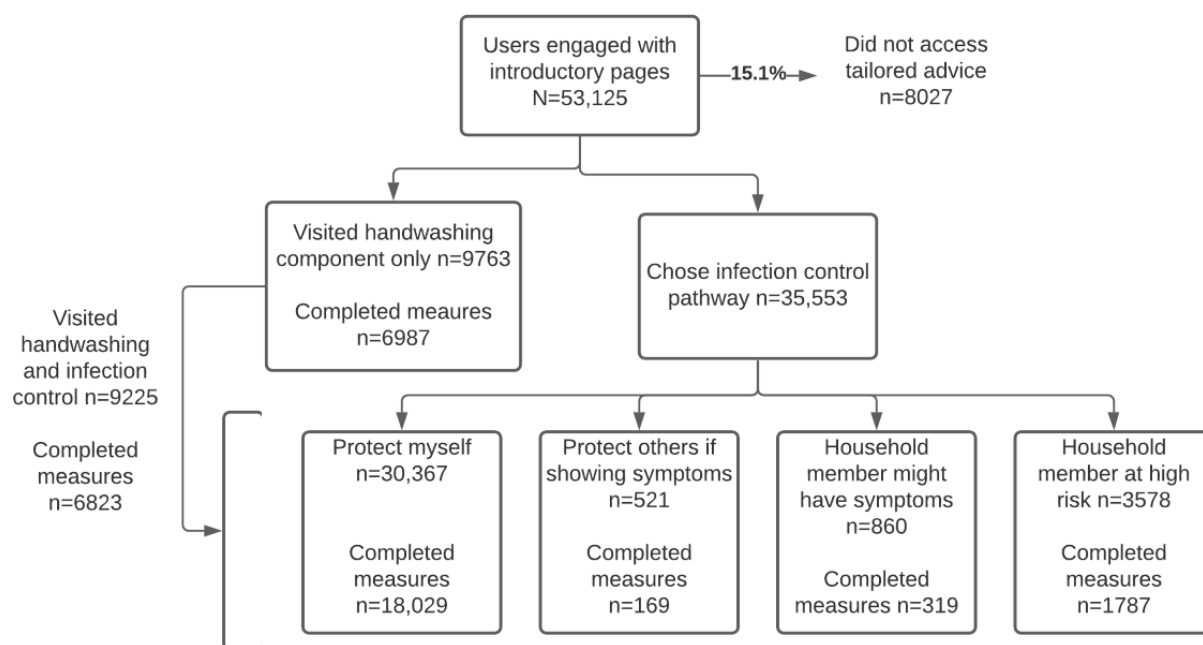 Users engaged with
introductory pages
N=53,125
15.1%
Did not access
tailored advice
n=8027
Visited handwashing
component only n=9763
Completed meaures
n=6987
Chose infection control
pathway n=35,553
Visited
handwashing
and infection
control n=9225
Completed
measures
n=6823
Protect myself
n=30,367
Completed
measures
n=18,029
Protect others if
showing symptoms
n=521
Completed
measures
n=169
Household
member might
have symptoms
n=860
Completed
measures n=319
Household
member at high
risk n=3578
Completed
measures
n=1787